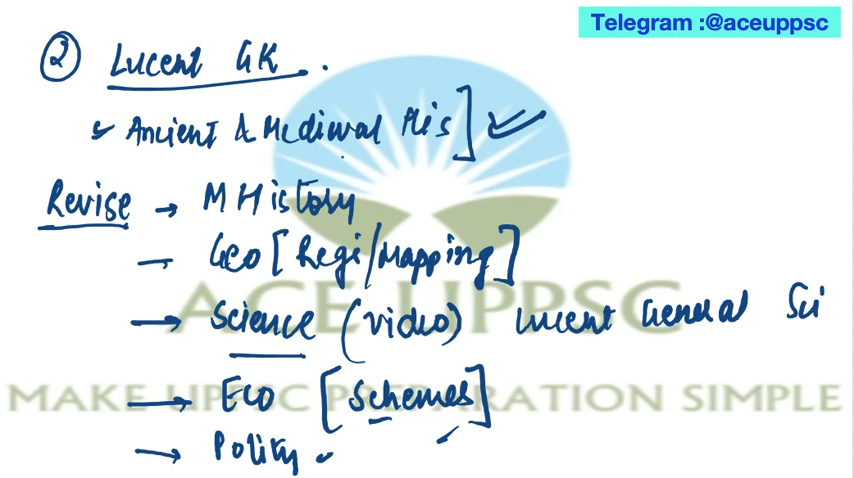 Telegram :@aceuppsc
② Lucent GK.
Ancient & Mediwal His]
Revise → M History
→ Geo [Regi/Mapping]
→ Science (video) Lucent General Sci
→ Eco [Schemes]
→ Polity
ACE UPPSC
MAKE UPPSC PREPARATION SIMPLE